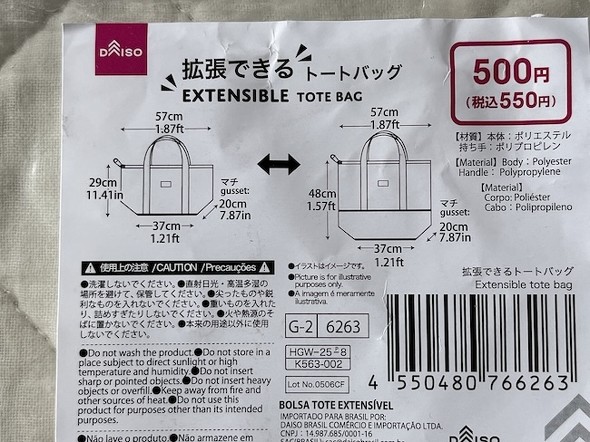 DAISO
拡張できる トートバッグ
EXTENSIBLE TOTE BAG
500円
(税込550円)
【材質】本体：ポリエステル
持ち手：ポリプロピレン
【Material】Body：Polyester
Handle：Polypropylene
【Material】
Corpo: Poliéster
Cabo: Polipropileno
57cm
1.87ft
29cm
11.41in
マチ
gusset:
20cm
7.87in
37cm
1.21ft
57cm
1.87ft
48cm
1.57ft
マチ
gusset:
20cm
7.87in
37cm
1.21ft
使用上の注意 /CAUTION /Precauções
●洗濯しないでください。●直射日光・高温多湿の
場所を避けて、保管してください。●尖ったものや鋭
利なものを入れないでください。●重いものを入れた
り、詰めすぎたりしないでください。●火や熱源のそ
ばに置かないでください。●本来の用途以外に使用
しないでください。
●Do not wash the product.●Do not store in a
place subject to direct sunlight or high
temperature and humidity.●Do not insert
sharp or pointed objects.●Do not insert heavy
objects or overfill.●Keep away from fire and
other sources of heat.●Do not use this
product for purposes other than its intended
purposes.
●Não lave o produto. ●Não armazene em
●イラストはイメージです。
●Picture is for illustrative
purposes only.
●A imagem é meramente
ilustrativa.
G-2 6263
HGW-25
8
K563-002
Lot No.0506CF
拡張できるトートバッグ
Extensible tote bag
4 550480 766263
BOLSA TOTE EXTENSÍVEL
IMPORTADO PARA BRASIL POR:
DAISO BRASIL COMÉRCIO E IMPORTAÇÃO LTDA.
CNPJ：14.987.685/0001-16
DAISO